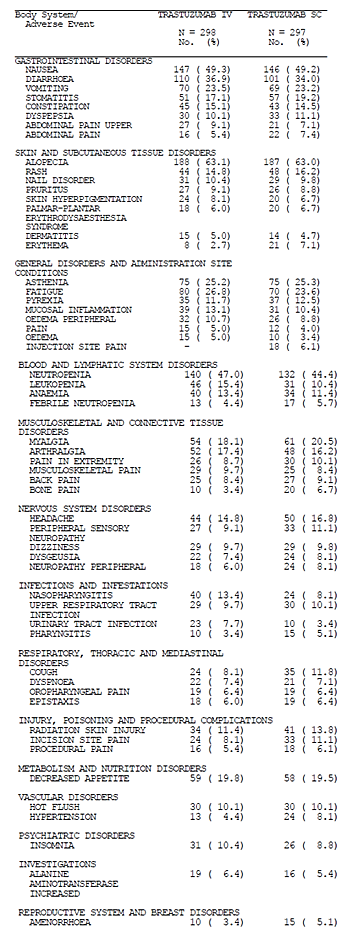 Body System/ TRASTUZUMAB IV TRASTUZUMAB SC
Adverse Event
N = 298 N = 297
No. (%) No. (%)
GASTROINTESTINAL DISORDERS
NAUSEA 147 ( 49.3) 146 ( 49.2)
DIARRHOEA 110 ( 36.9) 101 ( 34.0)
VOMITING 70 ( 23.5) 69 ( 23.2)
STOMATITIS 51 ( 17.1) 57 ( 19.2)
CONSTIPATION 45 ( 15.1) 43 ( 14.5)
DYSPEPSIA 30 ( 10.1) 33 ( 11.1)
ABDOMINAL PAIN UPPER 27 ( 9.1) 21 ( 7.1)
ABDOMINAL PAIN 16 ( 5.4) 22 ( 7.4)
SKIN AND SUBCUTANEOUS TISSUE DISORDERS
ALOPECIA 188 ( 63.1) 187 ( 63.0)
RASH 44 ( 14.8) 48 ( 16.2)
NAIL DISORDER 31 ( 10.4) 29 ( 9.8)
PRURITUS 27 ( 9.1) 26 ( 8.8)
SKIN HYPERPIGMENTATION 24 ( 8.1) 20 ( 6.7)
PALMAR-PLANTAR 18 ( 6.0) 20 ( 6.7)
ERYTHRODYSAESTHESIA
SYNDROME
DERMATITIS 15 ( 5.0) 14 ( 4.7)
ERYTHEMA 8 ( 2.7) 21 ( 7.1)
GENERAL DISORDERS AND ADMINISTRATION SITE
CONDITIONS
ASTHENIA 75 ( 25.2) 75 ( 25.3)
FATIGUE 80 ( 26.8) 70 ( 23.6)
PYREXIA 35 ( 11.7) 37 ( 12.5)
MUCOSAL INFLAMMATION 39 ( 13.1) 31 ( 10.4)
OEDEMA PERIPHERAL 32 ( 10.7) 26 ( 8.8)
PAIN 15 ( 5.0) 12 ( 4.0)
OEDEMA 15 ( 5.0) 10 ( 3.4)
INJECTION SITE PAIN - 18 ( 6.1)
BLOOD AND LYMPHATIC SYSTEM DISORDERS
NEUTROPENIA 140 ( 47.0) 132 ( 44.4)
LEUKOPENIA 46 ( 15.4) 31 ( 10.4)
ANAEMIA 40 ( 13.4) 34 ( 11.4)
FEBRILE NEUTROPENIA 13 ( 4.4) 17 ( 5.7)
MUSCULOSKELETAL AND CONNECTIVE TISSUE
DISORDERS
MYALGIA 54 ( 18.1) 61 ( 20.5)
ARTHRALGIA 52 ( 17.4) 48 ( 16.2)
PAIN IN EXTREMITY 26 ( 8.7) 30 ( 10.1)
MUSCULOSKELETAL PAIN 29 ( 9.7) 25 ( 8.4)
BACK PAIN 25 ( 8.4) 27 ( 9.1)
BONE PAIN 10 ( 3.4) 20 ( 6.7)
NERVOUS SYSTEM DISORDERS
HEADACHE 44 ( 14.8) 50 ( 16.8)
PERIPHERAL SENSORY 27 ( 9.1) 33 ( 11.1)
NEUROPATHY
DIZZINESS 29 ( 9.7) 29 ( 9.8)
DYSGEUSIA 22 ( 7.4) 24 ( 8.1)
NEUROPATHY PERIPHERAL 18 ( 6.0) 24 ( 8.1)
INFECTIONS AND INFESTATIONS
NASOPHARYNGITIS 40 ( 13.4) 24 ( 8.1)
UPPER RESPIRATORY TRACT 29 ( 9.7) 30 ( 10.1)
INFECTION
URINARY TRACT INFECTION 23 ( 7.7) 10 ( 3.4)
PHARYNGITIS 10 ( 3.4) 15 ( 5.1)
RESPIRATORY, THORACIC AND MEDIASTINAL
DISORDERS
COUGH 24 ( 8.1) 35 ( 11.8)
DYSPNOEA 22 ( 7.4) 21 ( 7.1)
OROPHARYNGEAL PAIN 19 ( 6.4) 19 ( 6.4)
EPISTAXIS 18 ( 6.0) 19 ( 6.4)
INJURY, POISONING AND PROCEDURAL COMPLICATIONS
RADIATION SKIN INJURY 34 ( 11.4) 41 ( 13.8)
INCISION SITE PAIN 24 ( 8.1) 33 ( 11.1)
PROCEDURAL PAIN 16 ( 5.4) 18 ( 6.1)
METABOLISM AND NUTRITION DISORDERS
DECREASED APPETITE 59 ( 19.8) 58 ( 19.5)
VASCULAR DISORDERS
HOT FLUSH 30 ( 10.1) 30 ( 10.1)
HYPERTENSION 13 ( 4.4) 24 ( 8.1)
PSYCHIATRIC DISORDERS
INSOMNIA 31 ( 10.4) 26 ( 8.8)
INVESTIGATIONS
ALANINE 19 ( 6.4) 16 ( 5.4)
AMINOTRANSFERASE
INCREASED
REPRODUCTIVE SYSTEM AND BREAST DISORDERS
AMENORRHOEA 10 ( 3.4) 15 ( 5.1)